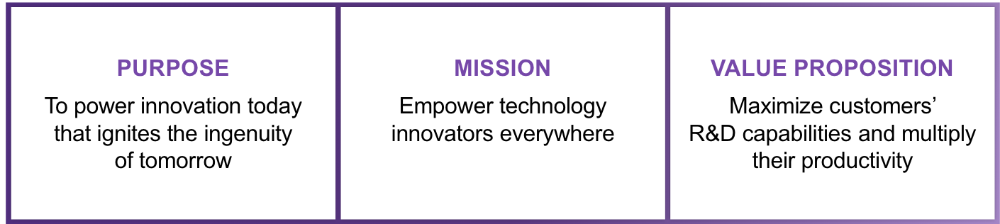 PURPOSE
To power innovation today
that ignites the ingenuity
of tomorrow
MISSION
Empower technology
innovators everywhere
VALUE PROPOSITION
Maximize customers’
R&D capabilities and multiply
their productivity